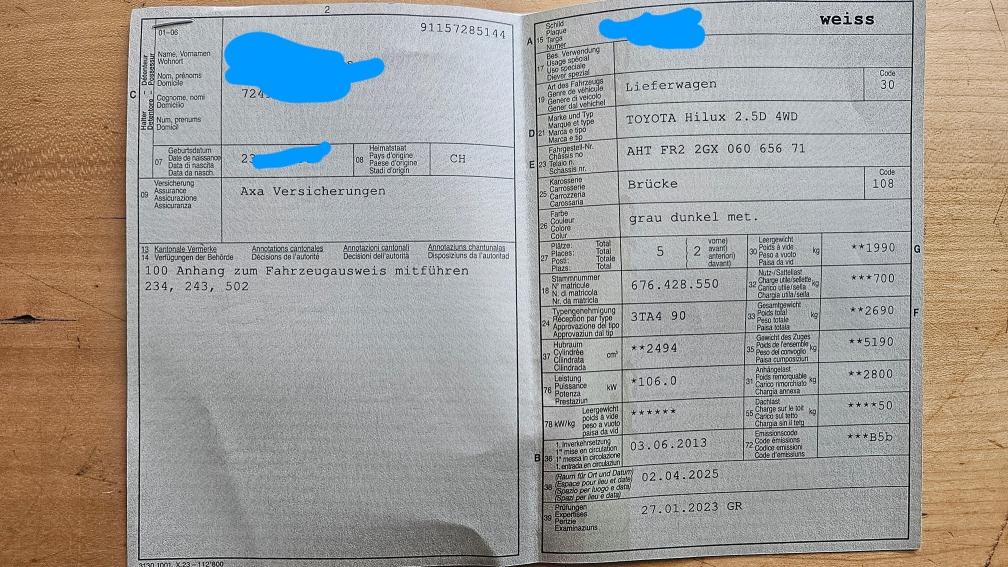 2
91157285144
01-06
C
Halter Détenteur
Detentore Possessur
Name, Vornamen
Wohnort
Nom, prénoms
Domicile
Cognome, nomi
Domicilio
Num, prenums
Domicil
724
07
Geburtsdatum
Date de naissance
Data di nascita
Data da nasch.
23
08
Heimatstaat
Pays d'origine
Paese d'origine
Stadi d'origin
CH
09
Versicherung
Assurance
Assicurazione
Assicuranza
Axa Versicherungen
13 Kantonale Vermerke Annotations cantonales Annotazioni cantonali Annotaziuns chantunalas
14 Verfügungen der Behörde Décisions de l'autorité Decisioni dell'autorità Disposiziuns da l'autoritad
100 Anhang zum Fahrzeugausweis mitführen
234, 243, 502
3130.1001 X.23 - 112'800
weiss
A 15
Schild
Plaque
Targa
Numer
17
Bes. Verwendung
Usage spécial
Uso speciale
Diever spezial
19
Art des Fahrzeugs
Genre de véhicule
Genere di veicolo
Gener dal vehichel
Lieferwagen
Code
30
D 21
Marke und Typ
Marque et type
Marca e tipo
Marca e tip
TOYOTA Hilux 2.5D 4WD
E 23
Fahrgestell-Nr.
Châssis no
Telaio n.
Schassis nr.
AHT FR2 2GX 060 656 71
25
Karosserie
Carrosserie
Carrozzeria
Carossaria
Brücke
Code
108
26
Farbe
Couleur
Colore
Colur
grau dunkel met.
27
Plätze: Total
Places: Total
Posti: Totale
Plazs: Total
5
2
vorne)
avant)
anteriori)
davant)
30
Leergewicht
Poids à vide
Peso a vuoto
Paisa da vid
kg
**1990
G
18
Stammnummer
N° matricule
N. di matricola
Nr. da matricla
676.428.550
32
Nutz-/Sattellast
Charge utile/sellette
Carico utile/sella
Chargia utila/sella
kg
***700
24
Typengenehmigung
Réception par type
Approvazione del tipo
Approvaziun dal tip
3TA4 90
33
Gesamtgewicht
Poids total
Peso totale
Paisa totala
kg
**2690
F
37
Hubraum
Cylindrée
Cilindrata
Cilindrada
cm³
**2494
35
Gewicht des Zuges
Poids de l'ensemble
Peso del convoglio
Paisa cumposiziun
kg
**5190
76
Leistung
Puissance
Potenza
Prestaziun
kW
*106.0
31
Anhängelast
Poids remorquable
Carico rimorchiato
Chargia annexa
kg
**2800
78 kW/kg
Leergewicht
poids à vide
peso a vuoto
paisa da vid
******
55
Dachlast
Charge sur le toit
Carico sul tetto
Chargia sin il tetg
kg
****50
B 36
1. Inverkehrsetzung
1re mise en circulation
1a messa in circolazione
1. entrada en circulaziun
03.06.2013
72
Emissionscode
Code émissions
Codice emissioni
Code d'emissiuns
***B5b
38
(Raum für Ort und Datum)
(Espace pour lieu et date)
(Spazio per luogo e data)
(Spazi per lieu e data)
02.04.2025
39
Prüfungen
Expertises
Perizie
Examinaziuns
27.01.2023 GR